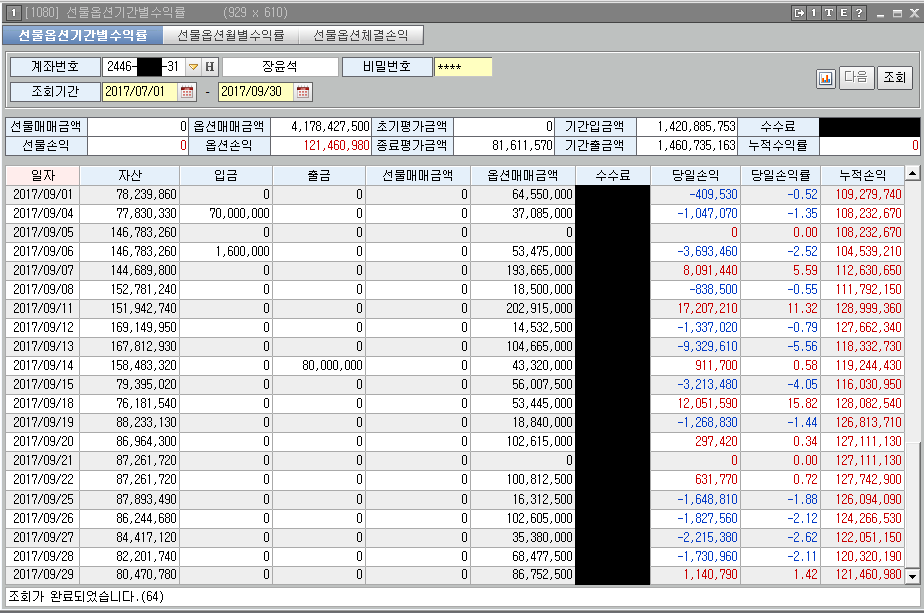 1 [1080] 선물옵션기간별수익률 (929 x 610) 1 T E ?
선물옵션기간별수익률 선물옵션월별수익률 선물옵션체결손익
계좌번호 2446- -31 H 장윤석 비밀번호 ****
조회기간 2017/07/01 - 2017/09/30 다음 조회
선물매매금액 0 옵션매매금액 4,178,427,500 초기평가금액 0 기간입금액 1,420,885,753 수수료
선물손익 0 옵션손익 121,460,980 종료평가금액 81,611,570 기간출금액 1,460,735,163 누적수익률 0
일자 자산 입금 출금 선물매매금액 옵션매매금액 수수료 당일손익 당일손익률 누적손익
2017/09/01 78,239,860 0 0 0 64,550,000 -409,530 -0.52 109,279,740
2017/09/04 77,830,330 70,000,000 0 0 37,085,000 -1,047,070 -1.35 108,232,670
2017/09/05 146,783,260 0 0 0 0 0 0.00 108,232,670
2017/09/06 146,783,260 1,600,000 0 0 53,475,000 -3,693,460 -2.52 104,539,210
2017/09/07 144,689,800 0 0 0 193,665,000 8,091,440 5.59 112,630,650
2017/09/08 152,781,240 0 0 0 18,500,000 -838,500 -0.55 111,792,150
2017/09/11 151,942,740 0 0 0 202,915,000 17,207,210 11.32 128,999,360
2017/09/12 169,149,950 0 0 0 14,532,500 -1,337,020 -0.79 127,662,340
2017/09/13 167,812,930 0 0 0 104,665,000 -9,329,610 -5.56 118,332,730
2017/09/14 158,483,320 0 80,000,000 0 43,320,000 911,700 0.58 119,244,430
2017/09/15 79,395,020 0 0 0 56,007,500 -3,213,480 -4.05 116,030,950
2017/09/18 76,181,540 0 0 0 53,445,000 12,051,590 15.82 128,082,540
2017/09/19 88,233,130 0 0 0 18,840,000 -1,268,830 -1.44 126,813,710
2017/09/20 86,964,300 0 0 0 102,615,000 297,420 0.34 127,111,130
2017/09/21 87,261,720 0 0 0 0 0 0.00 127,111,130
2017/09/22 87,261,720 0 0 0 100,812,500 631,770 0.72 127,742,900
2017/09/25 87,893,490 0 0 0 16,312,500 -1,648,810 -1.88 126,094,090
2017/09/26 86,244,680 0 0 0 102,605,000 -1,827,560 -2.12 124,266,530
2017/09/27 84,417,120 0 0 0 35,380,000 -2,215,380 -2.62 122,051,150
2017/09/28 82,201,740 0 0 0 68,477,500 -1,730,960 -2.11 120,320,190
2017/09/29 80,470,780 0 0 0 86,752,500 1,140,790 1.42 121,460,980
조회가 완료되었습니다.(64)